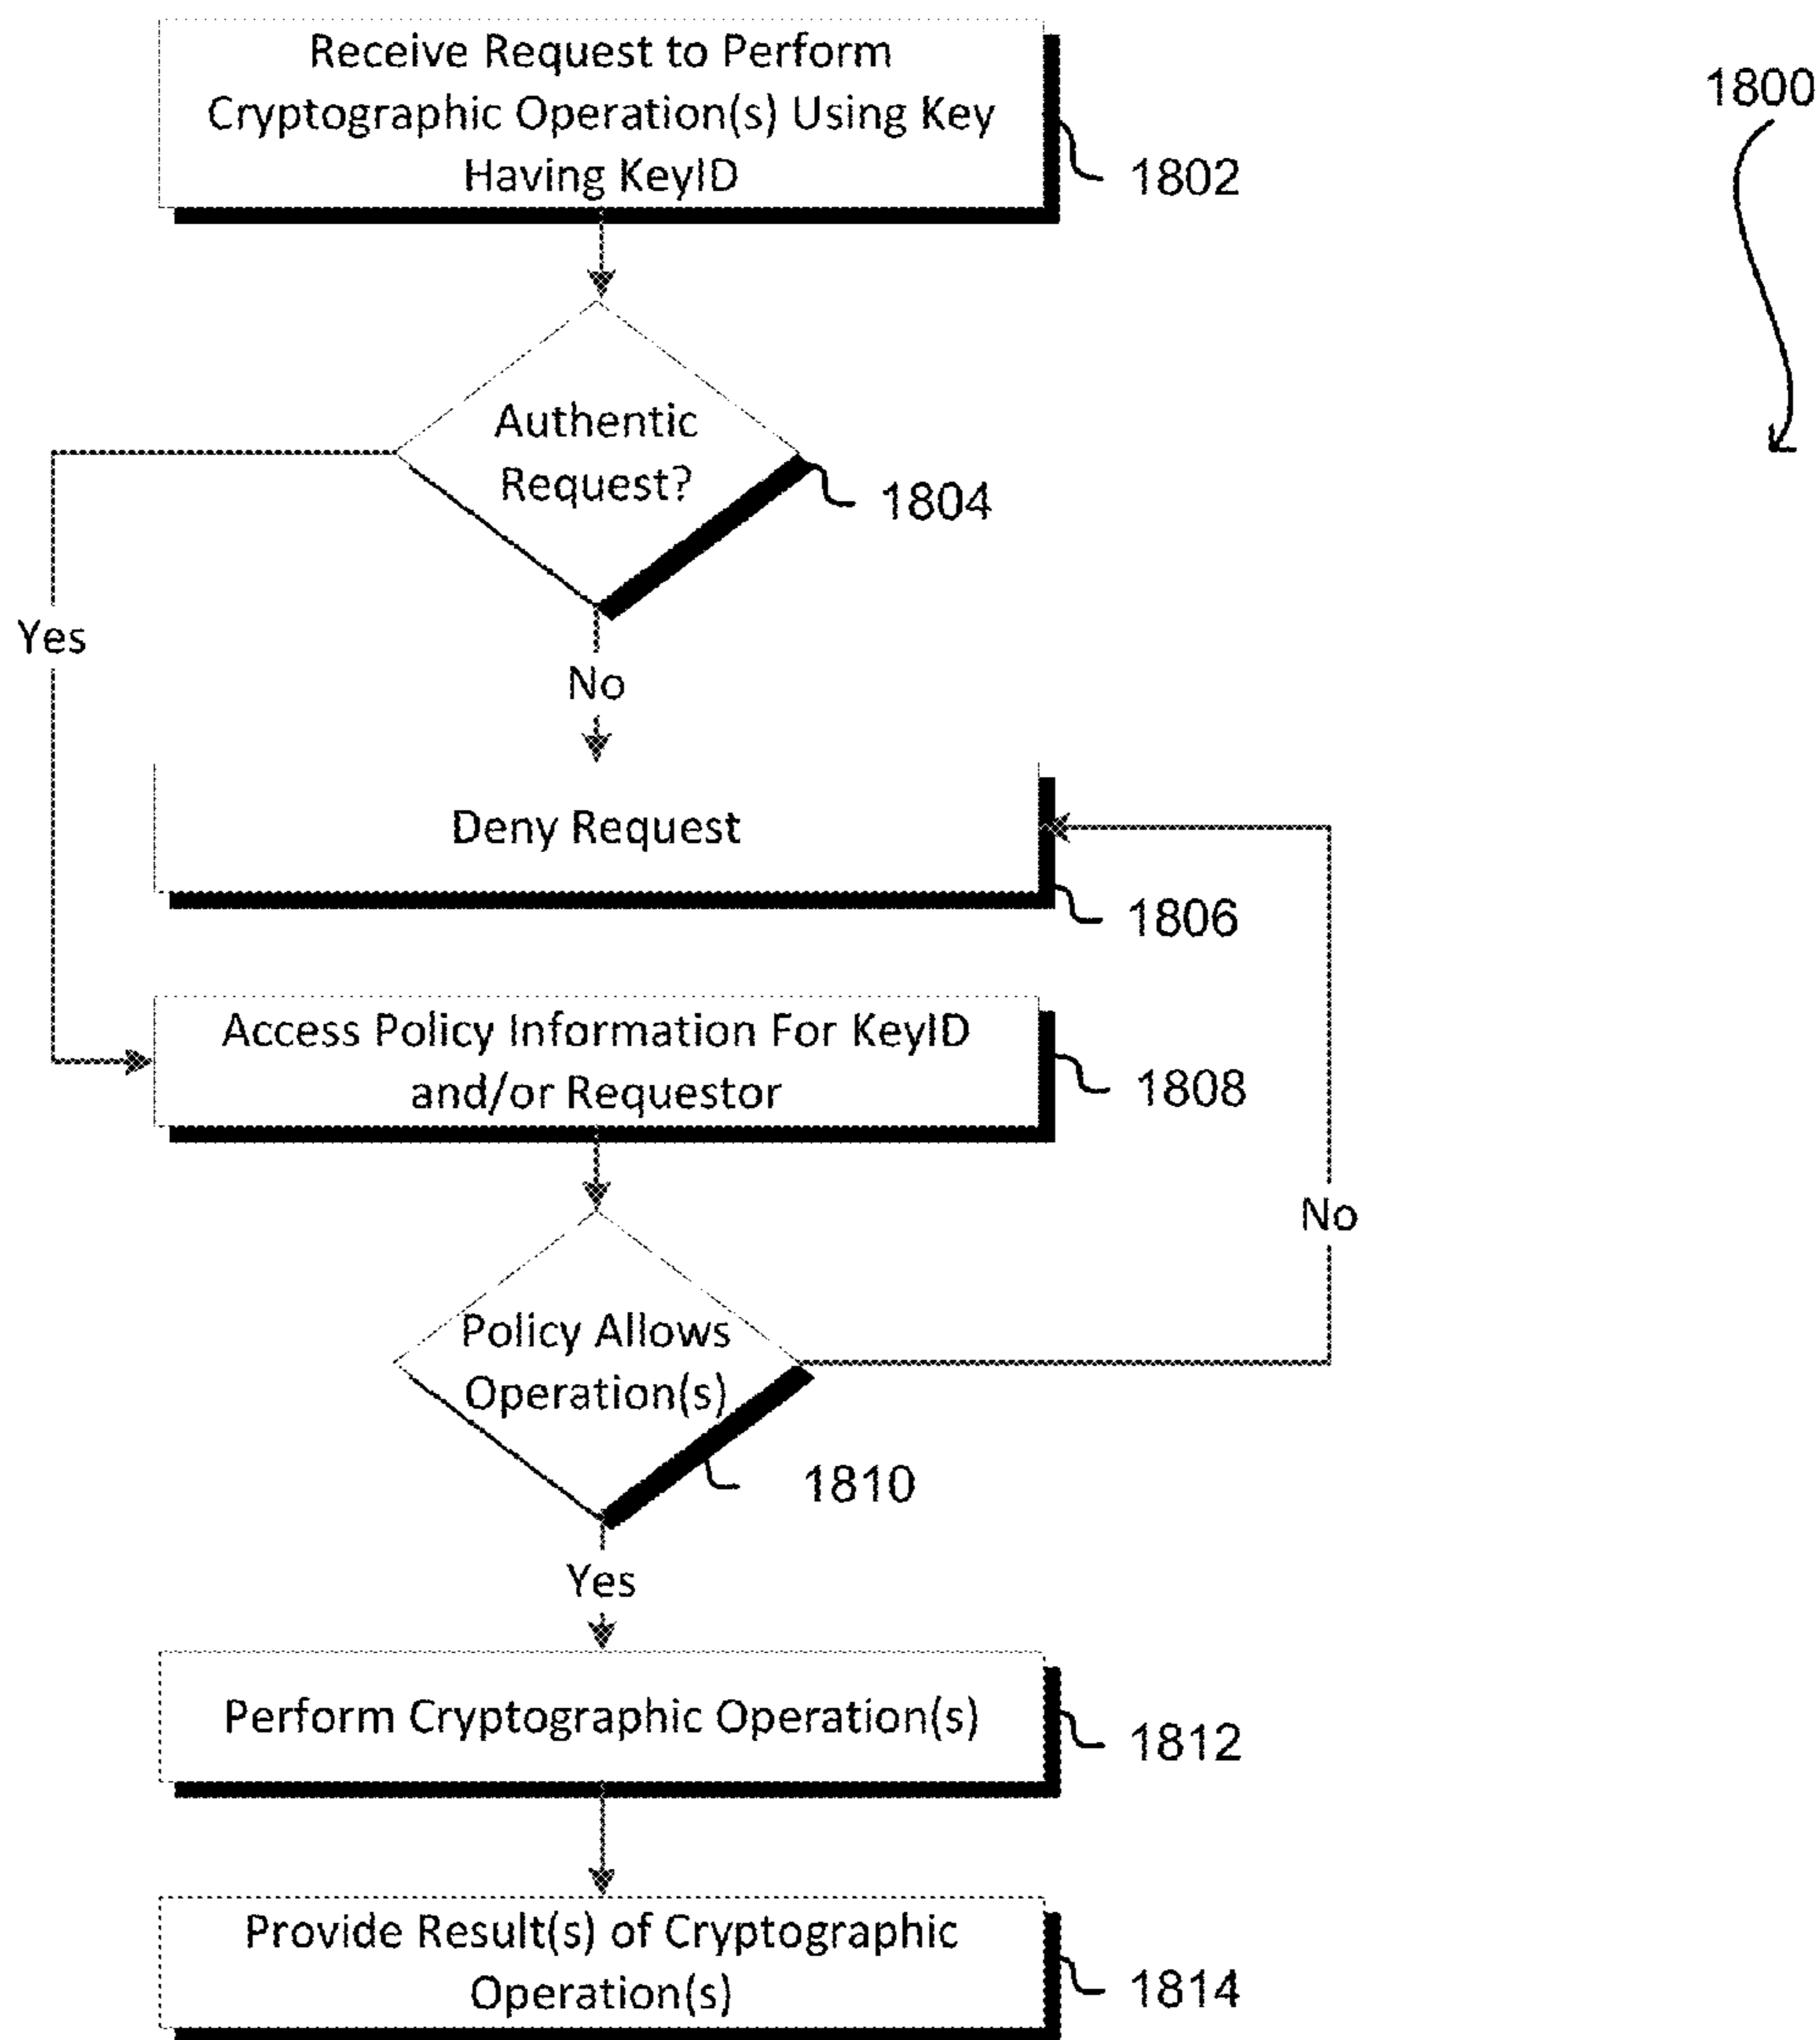 Receive Request to Perform
Cryptographic Operation(s) Using Key
Having KeyID
1800
1802
Authentic
Request?
1804
Yes
No
Deny Request
1806
Access Policy Information For KeyID
and/or Requestor
1808
No
Policy Allows
Operation(s)
1810
Yes
Perform Cryptographic Operation(s)
1812
Provide Result(s) of Cryptographic
Operation(s)
1814